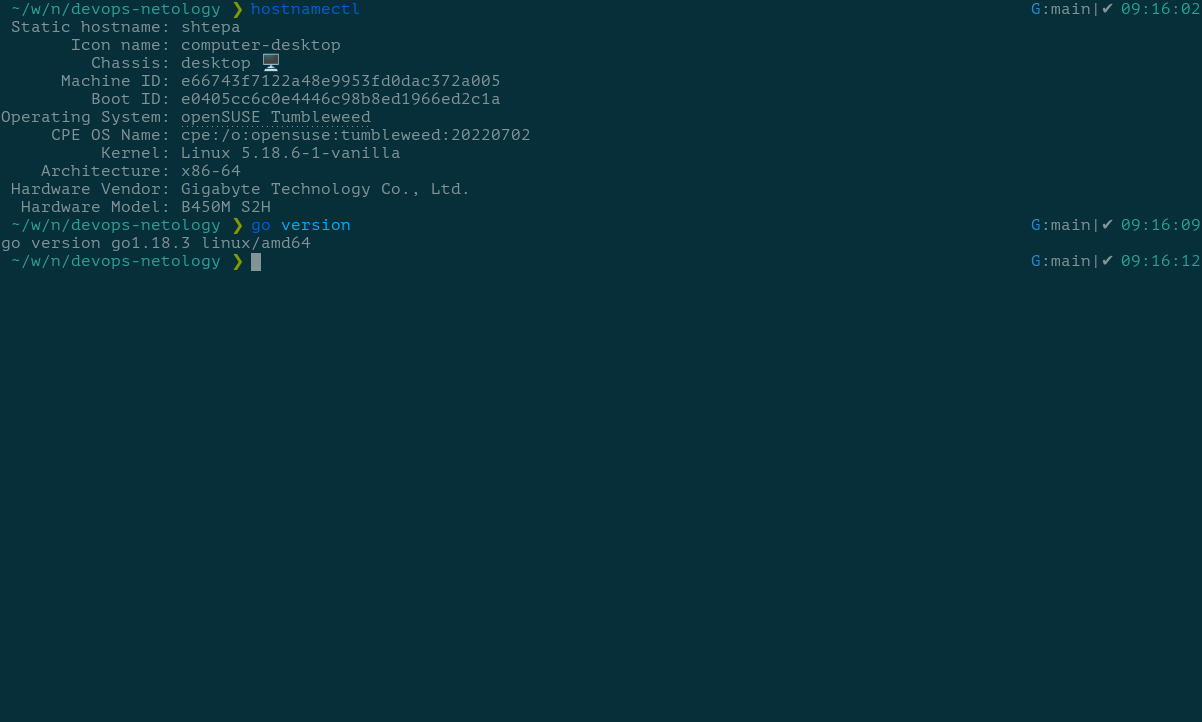 ~/w/n/devops-netology ❯ hostnamectl G:main|✔ 09:16:02
Static hostname: shtepa
Icon name: computer-desktop
Chassis: desktop 🖥️
Machine ID: e66743f7122a48e9953fd0dac372a005
Boot ID: e0405cc6c0e4446c98b8ed1966ed2c1a
Operating System: openSUSE Tumbleweed
CPE OS Name: cpe:/o:opensuse:tumbleweed:20220702
Kernel: Linux 5.18.6-1-vanilla
Architecture: x86-64
Hardware Vendor: Gigabyte Technology Co., Ltd.
Hardware Model: B450M S2H
~/w/n/devops-netology ❯ go version G:main|✔ 09:16:09
go version go1.18.3 linux/amd64
~/w/n/devops-netology ❯ G:main|✔ 09:16:12